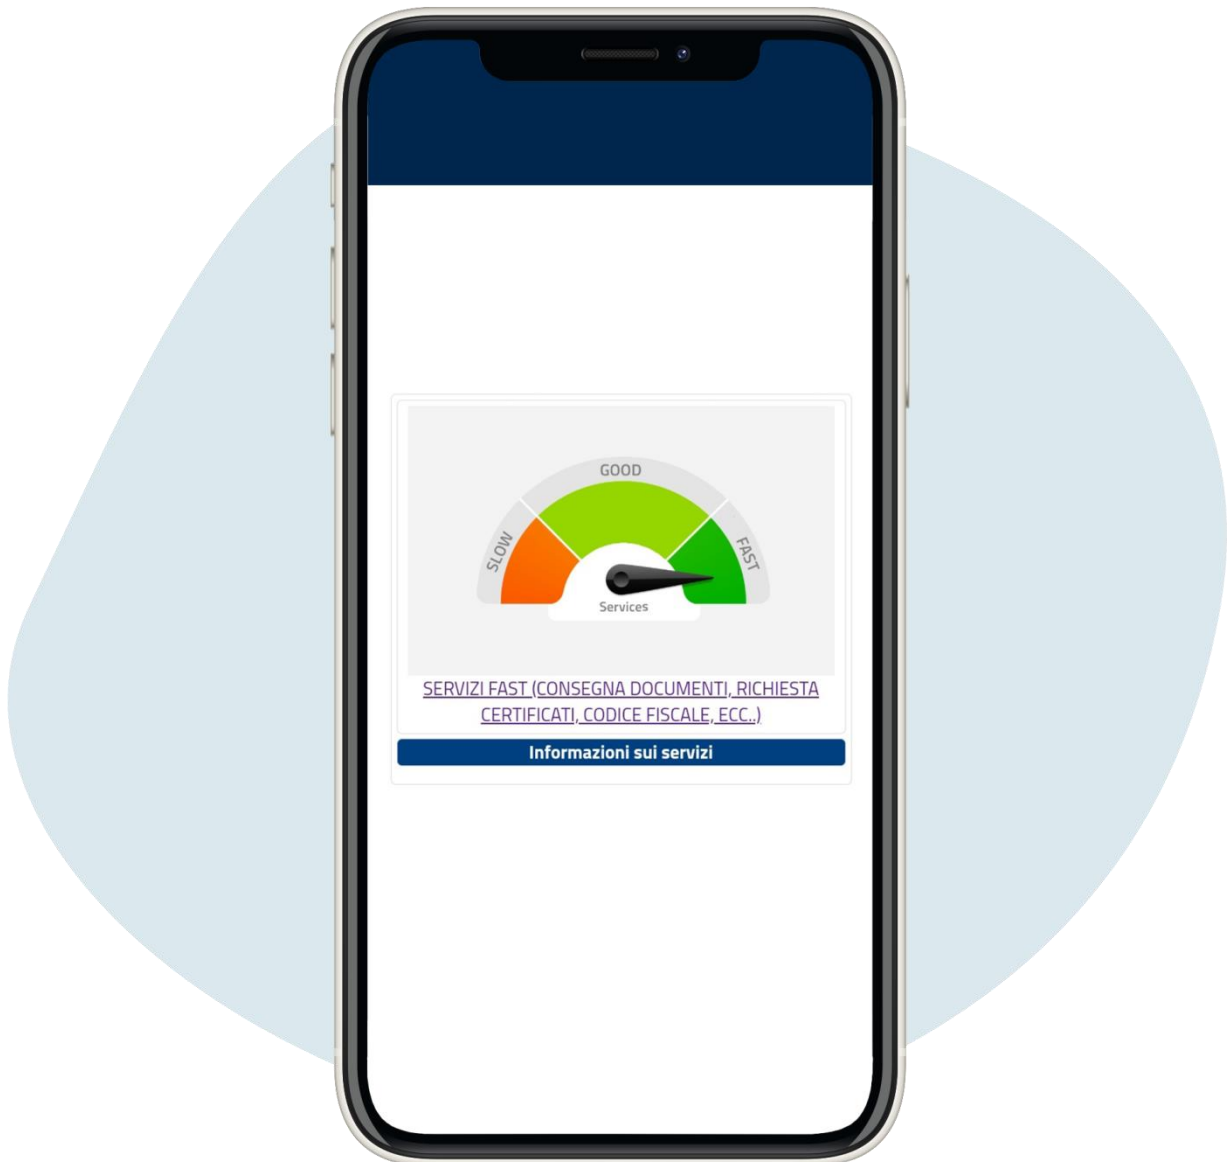 GOOD
SLOW
FAST
Services
SERVIZI FAST (CONSEGNA DOCUMENTI, RICHIESTA
CERTIFICATI, CODICE FISCALE, ECC..)
Informazioni sui servizi